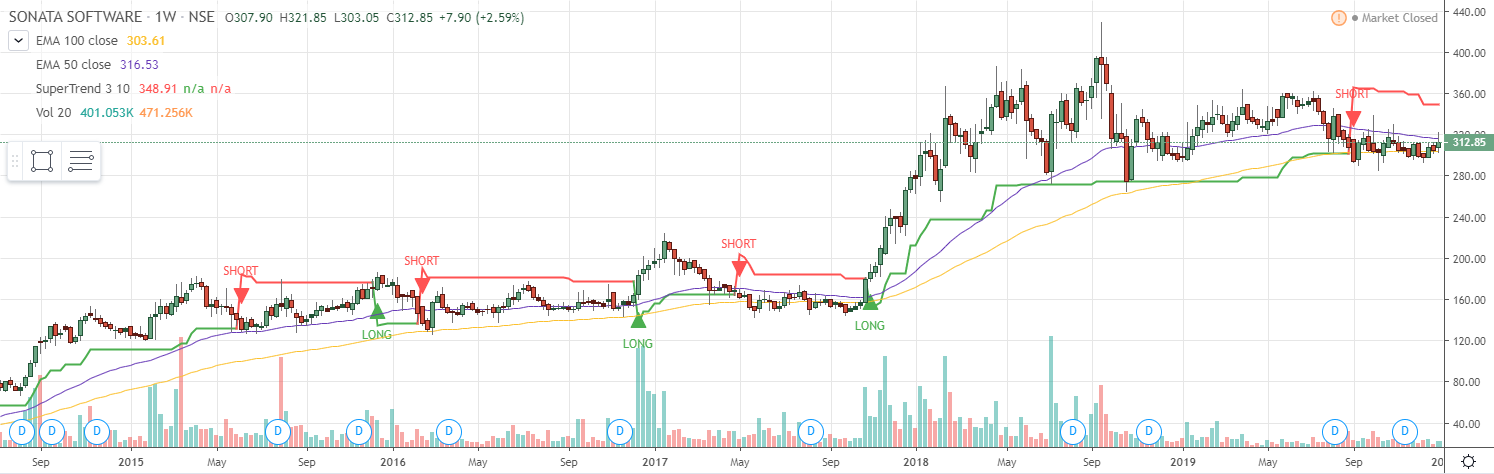 SONATA SOFTWARE · 1W · NSE O307.90 H321.85 L303.05 C312.85 +7.90 (+2.59%)
! Market Closed
EMA 100 close 303.61
EMA 50 close 316.53
SuperTrend 3 10 348.91 n/a n/a
Vol 20 401.053K 471.256K
440.00
400.00
360.00
320.00
312.85
280.00
240.00
200.00
160.00
120.00
80.00
40.00
SHORT
LONG
SHORT
LONG
SHORT
LONG
SHORT
D D D D D D D D D D D D
Sep 2015 May Sep 2016 May Sep 2017 May Sep 2018 May Sep 2019 May Sep 20